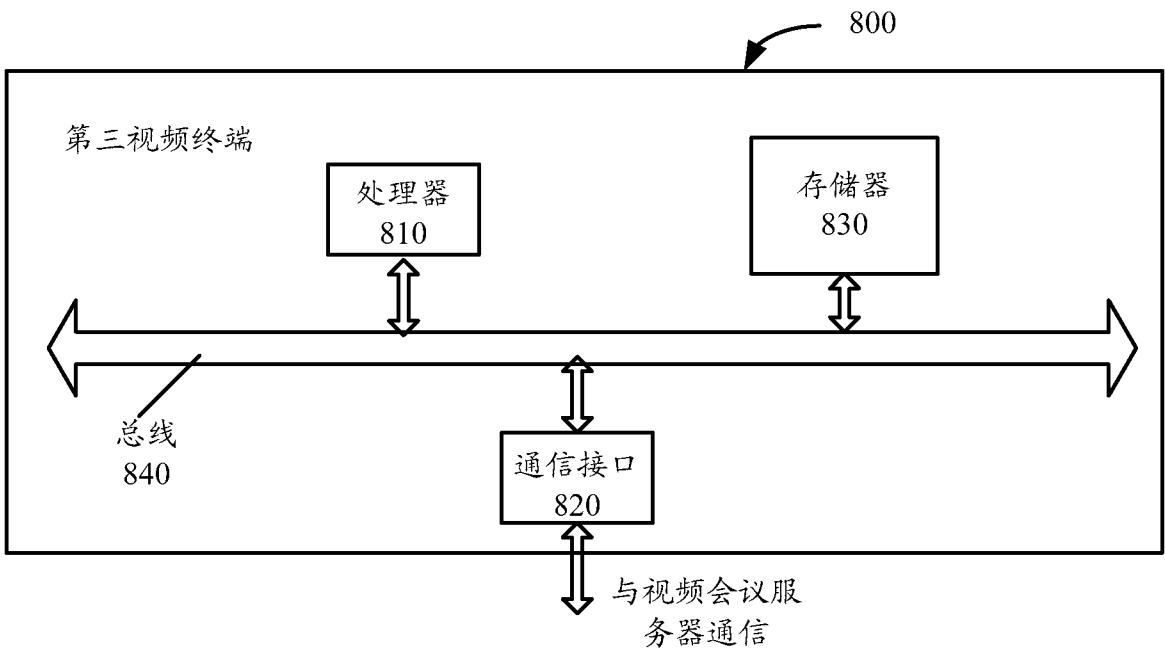 800
第三视频终端
处理器
810
存储器
830
总线
840
通信接口
820
与视频会议服
务器通信